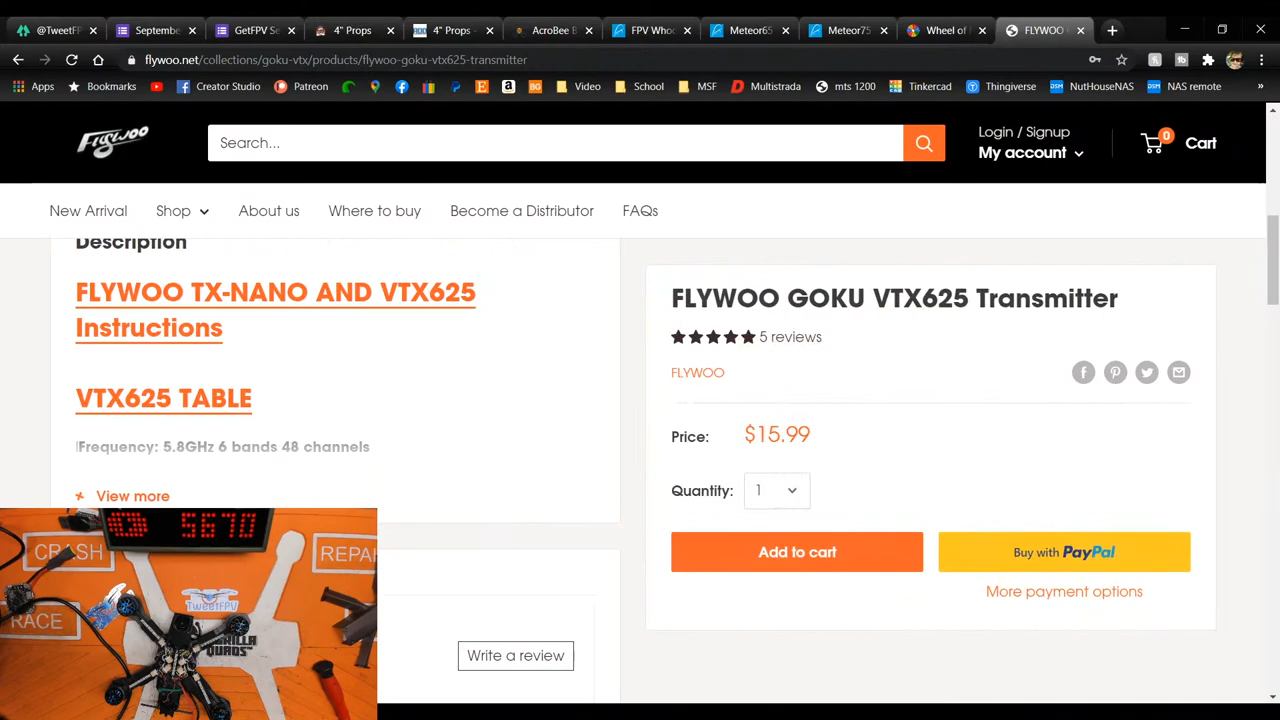 @TweetFP
Septembe
GetFPV Se
4" Props
4" Props -
AcroBee B
FPV Whoo
Meteor65
Meteor75
Wheel of N
FLYWOO
flywoo.net/collections/goku-vtx/products/flywoo-goku-vtx625-transmitter
Apps
Bookmarks
Creator Studio
Patreon
Video
School
MSF
Multistrada
mts 1200
Tinkercad
Thingiverse
NutHouseNAS
NAS remote
»
Flywoo
Search...
Login / Signup
My account
0
Cart
New Arrival
Shop
About us
Where to buy
Become a Distributor
FAQs
Description
FLYWOO TX-NANO AND VTX625
Instructions
VTX625 TABLE
Frequency: 5.8GHz 6 bands 48 channels
+ View more
FLYWOO GOKU VTX625 Transmitter
5 reviews
FLYWOO
Price:
$15.99
Quantity:
1
Add to cart
Buy with PayPal
More payment options
Write a review
5670
CRASH
REPAI
RACE
TweetFPV
QUADS